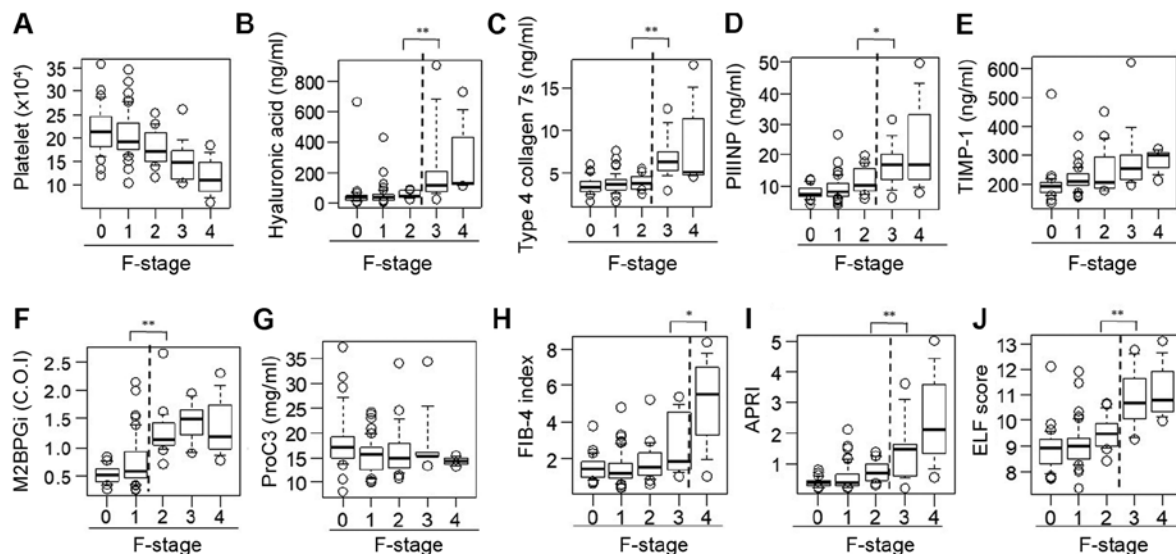 A
Platelet (x10⁴)
35
30
25
20
15
10
0 1 2 3 4
F-stage
B
Hyaluronic acid (ng/ml)
**
800
600
400
200
0
0 1 2 3 4
F-stage
C
Type 4 collagen 7s (ng/ml)
**
15
10
5
0 1 2 3 4
F-stage
D
PIIINP (ng/ml)
*
50
40
30
20
10
0 1 2 3 4
F-stage
E
TIMP-1 (ng/ml)
600
500
400
300
200
0 1 2 3 4
F-stage
F
M2BPGi (C.O.I)
**
2.5
2.0
1.5
1.0
0.5
0 1 2 3 4
F-stage
G
ProC3 (mg/ml)
35
30
25
20
15
10
0 1 2 3 4
F-stage
H
FIB-4 index
*
8
6
4
2
0
0 1 2 3 4
F-stage
I
APRI
**
5
4
3
2
1
0 1 2 3 4
F-stage
J
ELF score
**
13
12
11
10
9
8
0 1 2 3 4
F-stage